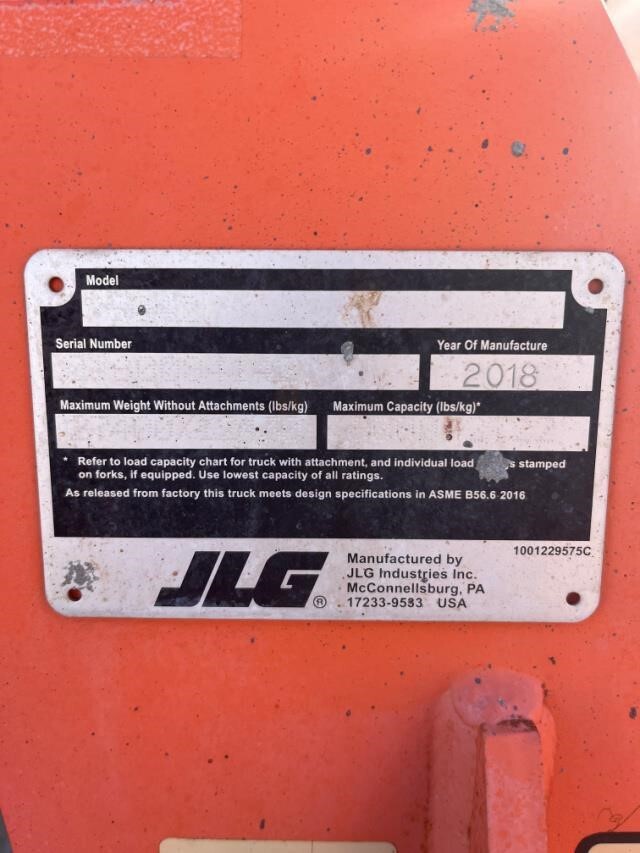 Model
Serial Number
Year Of Manufacture
2018
Maximum Weight Without Attachments (lbs/kg)
Maximum Capacity (lbs/kg)*
* Refer to load capacity chart for truck with attachment, and individual load stamped
on forks, if equipped. Use lowest capacity of all ratings.
As released from factory this truck meets design specifications in ASME B56.6-2016
1001229575C
JLG®
Manufactured by
JLG Industries Inc.
McConnellsburg, PA
17233-9533 USA